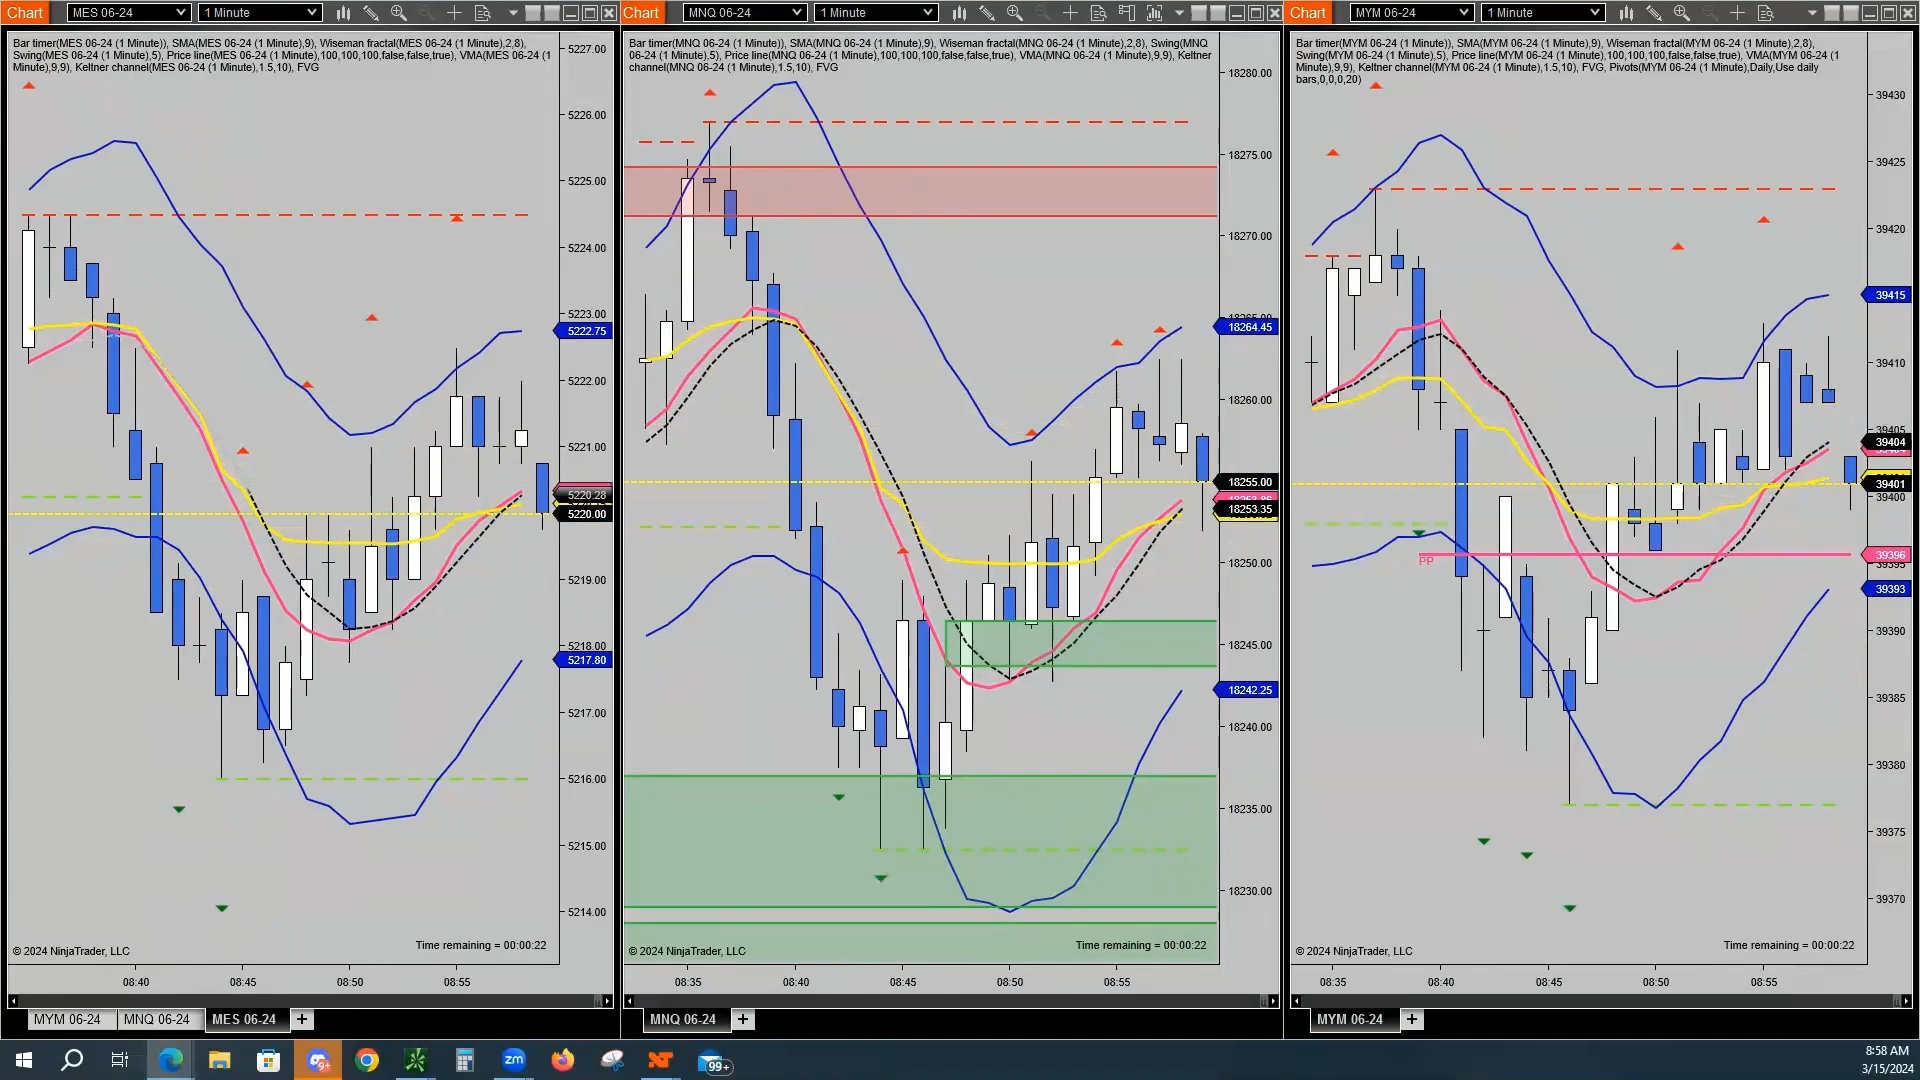 Chart MES 06-24 1 Minute
Chart MNQ 06-24 1 Minute
Chart MYM 06-24 1 Minute
Bar timer(MES 06-24 (1 Minute)), SMA(MES 06-24 (1 Minute),9), Wiseman fractal(MES 06-24 (1 Minute),2,8),
Swing(MES 06-24 (1 Minute),5), Price line(MES 06-24 (1 Minute),100,100,100,false,false,true), VMA(MES 06-24 (1
Minute),9,9), Keltner channel(MES 06-24 (1 Minute),1.5,10), FVG
5227.00
5226.00
5225.00
5224.00
5223.00
5222.75
5222.00
5221.00
5220.28
5220.00
5219.00
5218.00
5217.80
5217.00
5216.00
5215.00
5214.00
© 2024 NinjaTrader, LLC
Time remaining = 00:00:22
08:40 08:45 08:50 08:55
MYM 06-24 MNQ 06-24 MES 06-24 +
Bar timer(MNQ 06-24 (1 Minute)), SMA(MNQ 06-24 (1 Minute),9), Wiseman fractal(MNQ 06-24 (1 Minute),2,8), Swing(MNQ
06-24 (1 Minute),5), Price line(MNQ 06-24 (1 Minute),100,100,100,false,false,true), VMA(MNQ 06-24 (1 Minute),9,9), Keltner
channel(MNQ 06-24 (1 Minute),1.5,10), FVG
18280.00
18275.00
18270.00
18264.45
18260.00
18255.00
18253.35
18250.00
18245.00
18242.25
18240.00
18235.00
18230.00
© 2024 NinjaTrader, LLC
Time remaining = 00:00:22
08:35 08:40 08:45 08:50 08:55
MNQ 06-24 +
Bar timer(MYM 06-24 (1 Minute)), SMA(MYM 06-24 (1 Minute),9), Wiseman fractal(MYM 06-24 (1 Minute),2,8),
Swing(MYM 06-24 (1 Minute),5), Price line(MYM 06-24 (1 Minute),100,100,100,false,false,true), VMA(MYM 06-24 (1
Minute),9,9), Keltner channel(MYM 06-24 (1 Minute),1.5,10), FVG, Pivots(MYM 06-24 (1 Minute),Daily,Use daily
bars,0,0,0,20)
39430
39425
39420
39415
39410
39405
39404
39401
39400
39396
PP
39395
39393
39390
39385
39380
39375
39370
© 2024 NinjaTrader, LLC
Time remaining = 00:00:22
08:35 08:40 08:45 08:50 08:55
MYM 06-24 +
9+
zm
99+
8:58 AM
3/15/2024